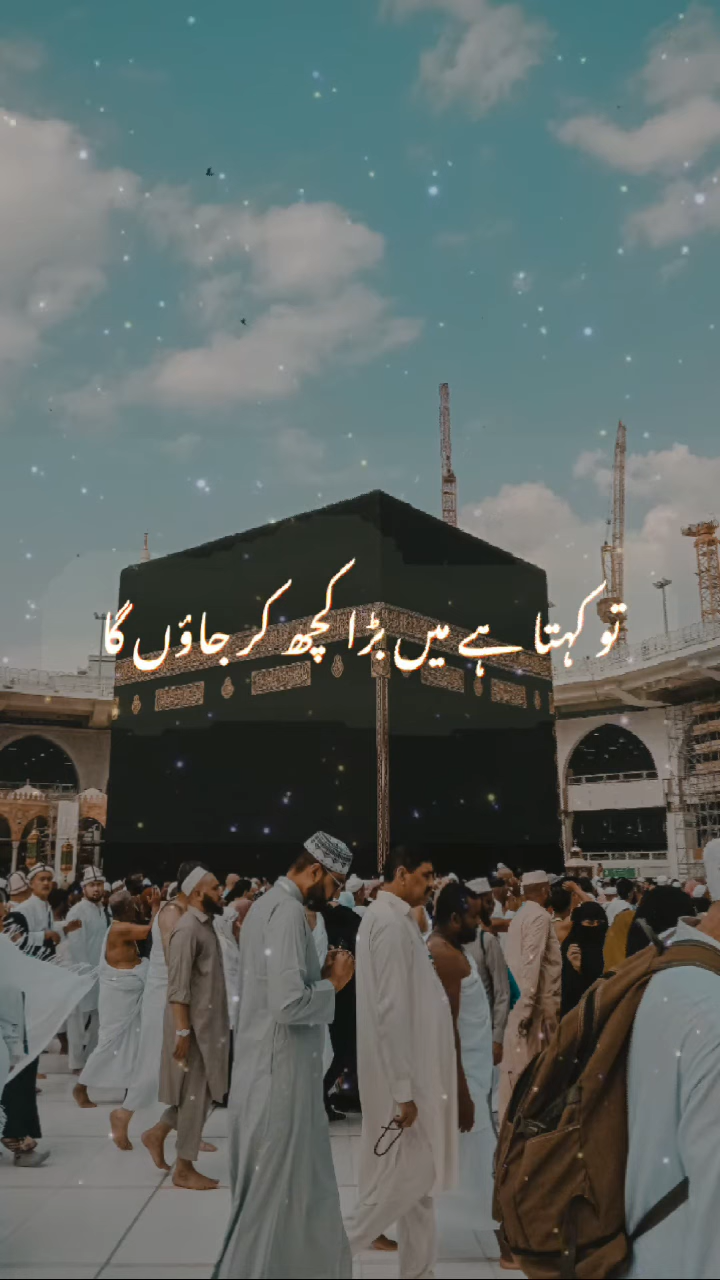 تو کہتا ہے میں بڑا کچھ کر جاؤں گا